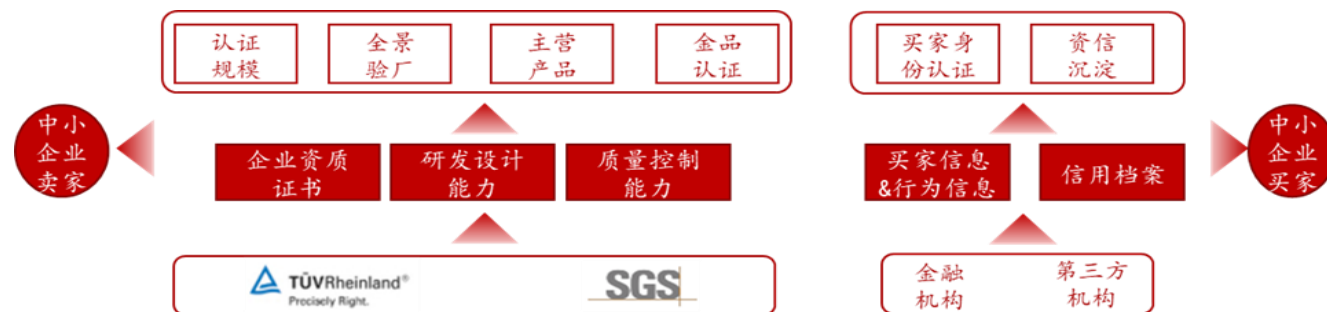 认证
规模
全景
验厂
主营
产品
金品
认证
买家身
份认证
资信
沉淀
中小
企业
卖家
企业资质
证书
研发设计
能力
质量控制
能力
买家信息
&行为信息
信用档案
中小
企业
买家
TÜVRheinland®
Precisely Right.
SGS
金融
机构
第三方
机构